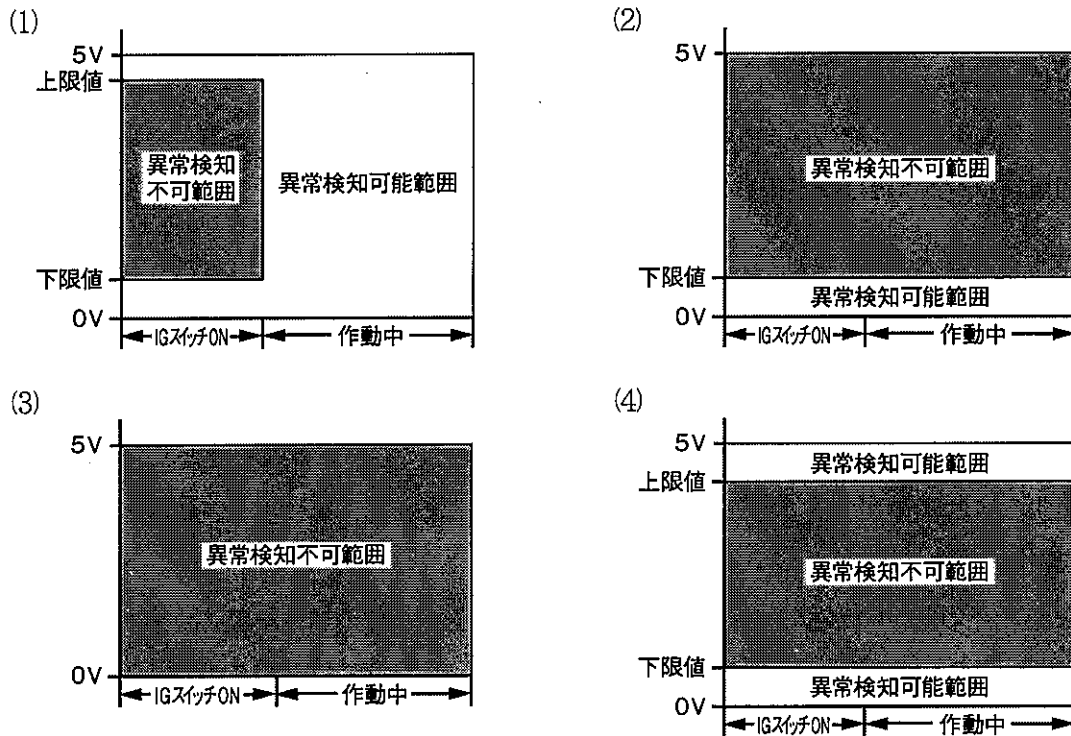 (1)
5V
上限値
異常検知
不可範囲
異常検知可能範囲
下限値
0V
IGスイッチON
作動中
(2)
5V
異常検知不可範囲
下限値
異常検知可能範囲
0V
IGスイッチON
作動中
(3)
5V
異常検知不可範囲
0V
IGスイッチON
作動中
(4)
5V
異常検知可能範囲
上限値
異常検知不可範囲
下限値
異常検知可能範囲
0V
IGスイッチON
作動中